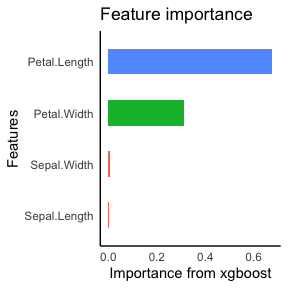 Feature importance
Features
Petal.Length
Petal.Width
Sepal.Width
Sepal.Length
0.0 0.2 0.4 0.6
Importance from xgboost